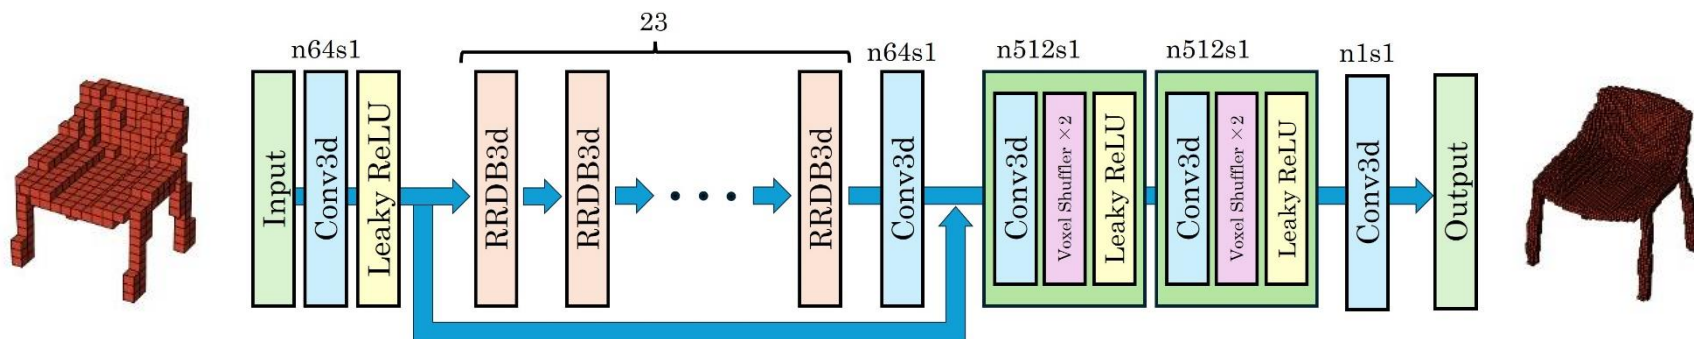 23
n64s1
n64s1
n512s1
n512s1
n1s1
Input
Conv3d
Leaky ReLU
RRDB3d
RRDB3d
• • •
RRDB3d
Conv3d
Conv3d
Voxel Shuffler ×2
Leaky ReLU
Conv3d
Voxel Shuffler ×2
Leaky ReLU
Conv3d
Output